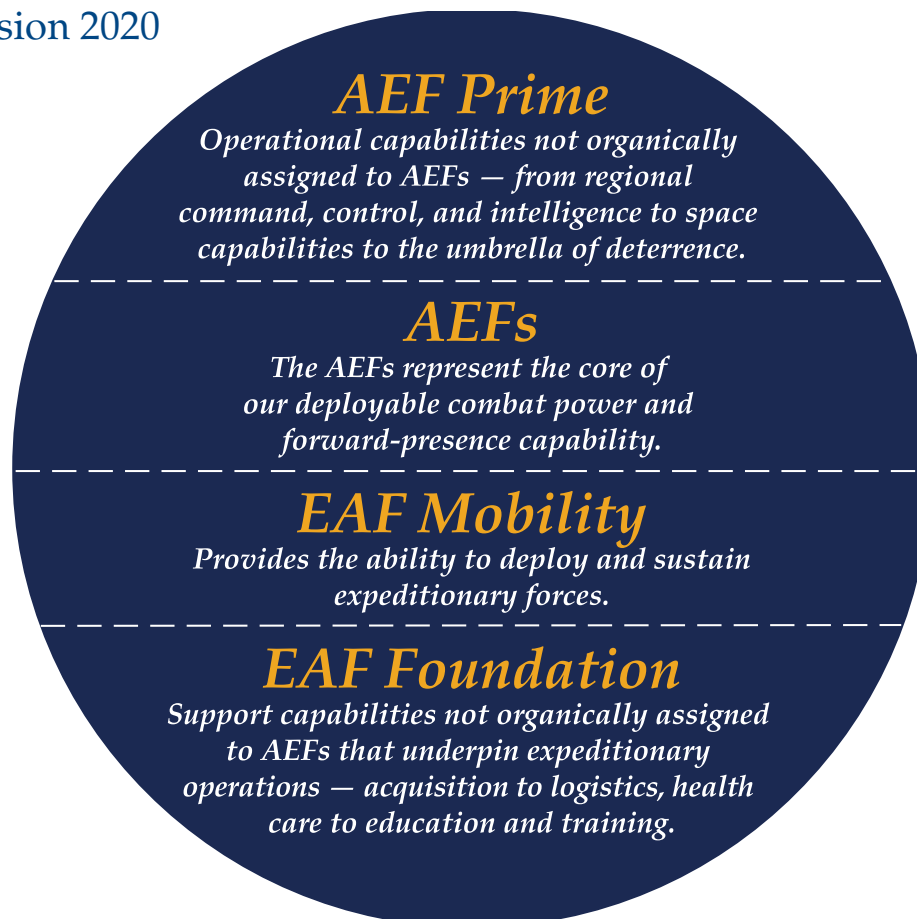 sion 2020
AEF Prime
Operational capabilities not organically
assigned to AEFs — from regional
command, control, and intelligence to space
capabilities to the umbrella of deterrence.
AEFs
The AEFs represent the core of
our deployable combat power and
forward-presence capability.
EAF Mobility
Provides the ability to deploy and sustain
expeditionary forces.
EAF Foundation
Support capabilities not organically assigned
to AEFs that underpin expeditionary
operations — acquisition to logistics, health
care to education and training.